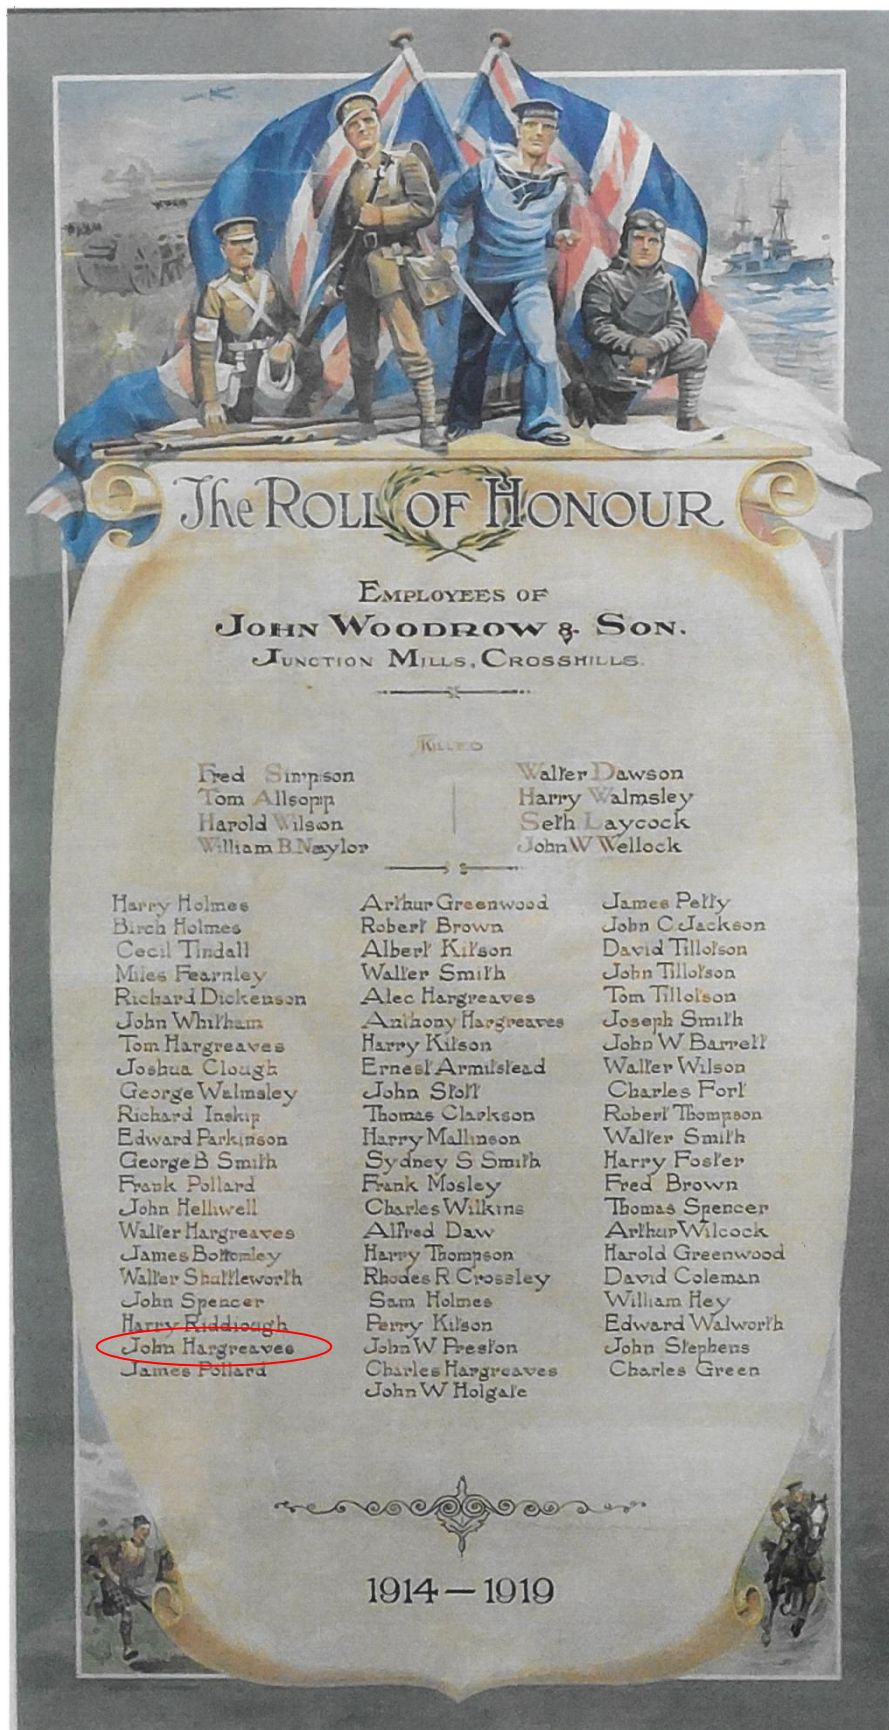 The Roll of Honour
Employees of
John Woodrow & Son.
Junction Mills, Crosshills.
Killed
Fred Simpson
Tom Allsopp
Harold Wilson
William B. Naylor
Walter Dawson
Harry Walmsley
Seth Laycock
John W Wellock
Harry Holmes
Birch Holmes
Cecil Tindall
Miles Fearnley
Richard Dickenson
John Whitham
Tom Hargreaves
Joshua Clough
George Walmsley
Richard Inskip
Edward Parkinson
George B. Smith
Frank Pollard
John Helliwell
Walter Hargreaves
James Bottomley
Walter Shuttleworth
John Spencer
Harry Riddiough
John Hargreaves
James Pollard
Arthur Greenwood
Robert Brown
Albert Kitson
Walter Smith
Alec Hargreaves
Anthony Hargreaves
Harry Kitson
Ernest Armitstead
John Stott
Thomas Clarkson
Harry Mallinson
Sydney S Smith
Frank Mosley
Charles Wilkins
Alfred Daw
Harry Thompson
Rhodes R Crossley
Sam Holmes
Perry Kitson
John W Preston
Charles Hargreaves
John W Holgate
James Petty
John C Jackson
David Tillotson
John Tillotson
Tom Tillotson
Joseph Smith
John W Barrett
Walter Wilson
Charles Fort
Robert Thompson
Walter Smith
Harry Foster
Fred Brown
Thomas Spencer
Arthur Wilcock
Harold Greenwood
David Coleman
William Hey
Edward Walworth
John Stephens
Charles Green
1914 — 1919